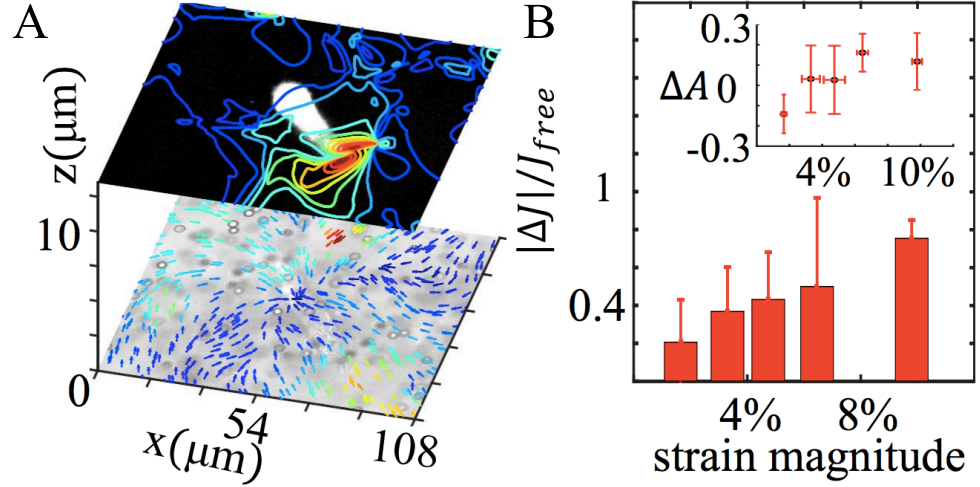 A
z(μm)
10
0
54
108
x(μm)
B
|ΔJ|/J_free
1
0.4
4%
8%
strain magnitude
0.3
ΔA 0
-0.3
4%
10%